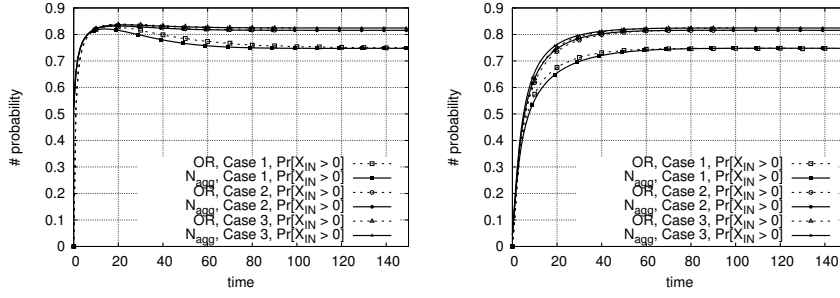 0.9
0.8
0.7
0.6
0.5
0.4
0.3
0.2
0.1
0
# probability
OR, Case 1, Pr[X_IN > 0]
N_agg, Case 1, Pr[X_IN > 0]
OR, Case 2, Pr[X_IN > 0]
N_agg, Case 2, Pr[X_IN > 0]
OR, Case 3, Pr[X_IN > 0]
N_agg, Case 3, Pr[X_IN > 0]
0 20 40 60 80 100 120 140
time
0.9
0.8
0.7
0.6
0.5
0.4
0.3
0.2
0.1
0
# probability
OR, Case 1, Pr[X_IN > 0]
N_agg, Case 1, Pr[X_IN > 0]
OR, Case 2, Pr[X_IN > 0]
N_agg, Case 2, Pr[X_IN > 0]
OR, Case 3, Pr[X_IN > 0]
N_agg, Case 3, Pr[X_IN > 0]
0 20 40 60 80 100 120 140
time